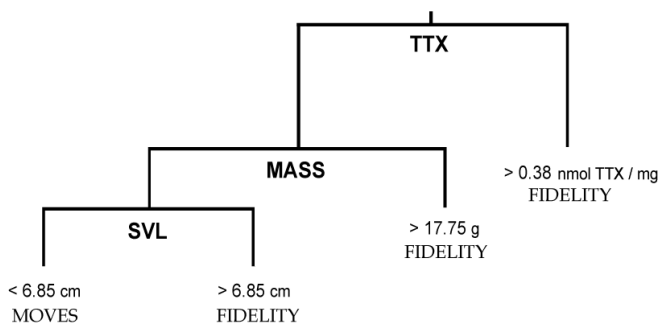 TTX
> 0.38 nmol TTX / mg
FIDELITY
MASS
> 17.75 g
FIDELITY
SVL
< 6.85 cm
MOVES
> 6.85 cm
FIDELITY